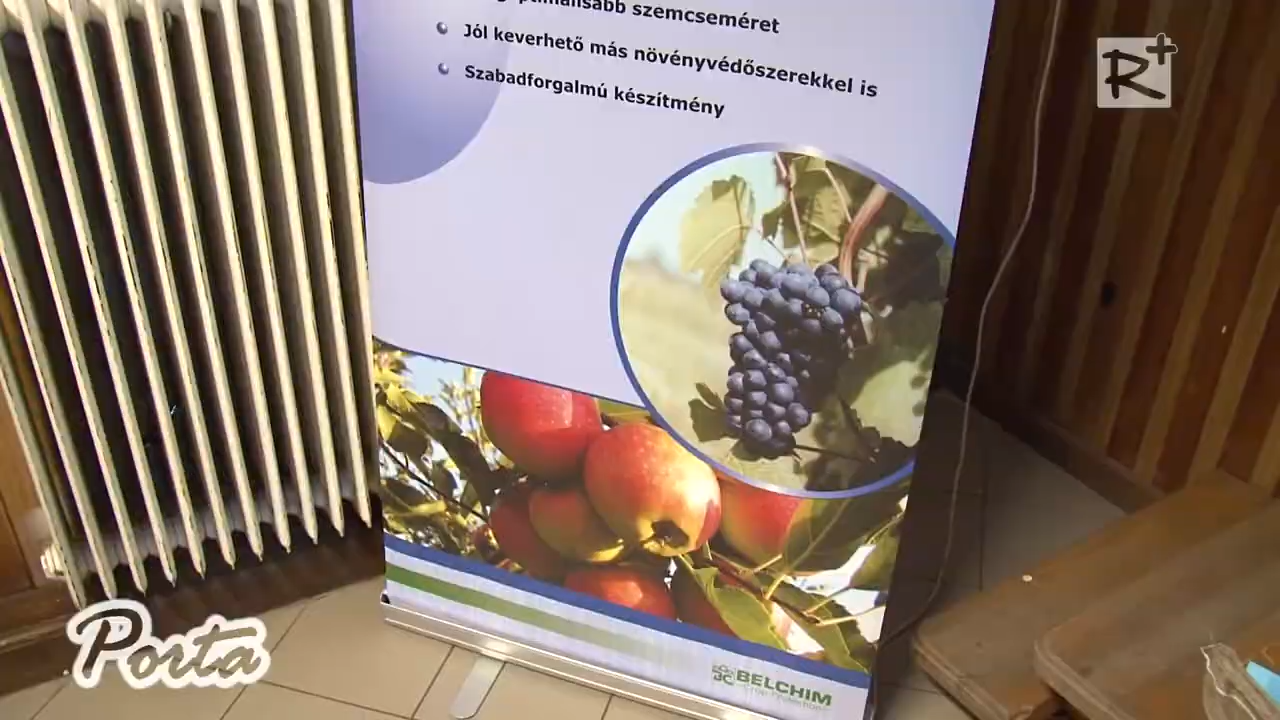 szemcseméret
Jól keverhető más növényvédőszerekkel is
Szabadforgalmú készítmény
R+
BELCHIM
Porta